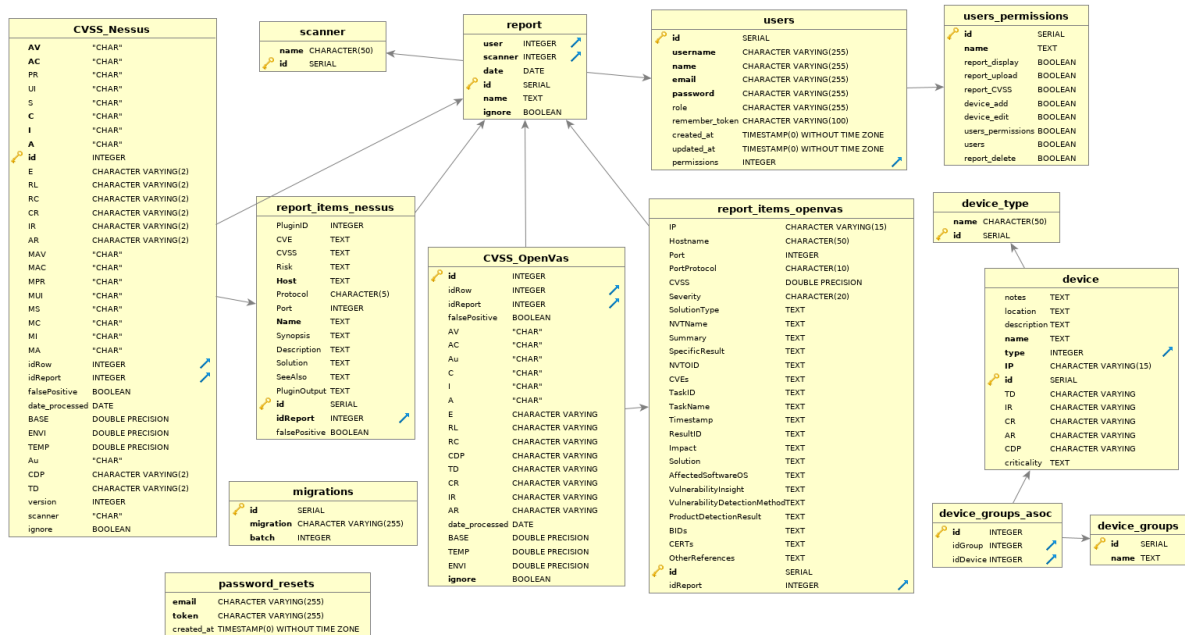 CVSS_Nessus
AV "CHAR"
AC "CHAR"
PR "CHAR"
UI "CHAR"
S "CHAR"
C "CHAR"
I "CHAR"
A "CHAR"
id INTEGER
E CHARACTER VARYING(2)
RL CHARACTER VARYING(2)
RC CHARACTER VARYING(2)
CR CHARACTER VARYING(2)
IR CHARACTER VARYING(2)
AR CHARACTER VARYING(2)
MAV "CHAR"
MAC "CHAR"
MPR "CHAR"
MUI "CHAR"
MS "CHAR"
MC "CHAR"
MI "CHAR"
MA "CHAR"
idRow INTEGER
idReport INTEGER
falsePositive BOOLEAN
date_processed DATE
BASE DOUBLE PRECISION
ENVI DOUBLE PRECISION
TEMP DOUBLE PRECISION
Au "CHAR"
CDP CHARACTER VARYING(2)
TD CHARACTER VARYING(2)
version INTEGER
scanner "CHAR"
ignore BOOLEAN
scanner
name CHARACTER(50)
id SERIAL
report
user INTEGER
scanner INTEGER
date DATE
id SERIAL
name TEXT
ignore BOOLEAN
users
id SERIAL
username CHARACTER VARYING(255)
name CHARACTER VARYING(255)
email CHARACTER VARYING(255)
password CHARACTER VARYING(255)
role CHARACTER VARYING(255)
remember_token CHARACTER VARYING(100)
created_at TIMESTAMP(0) WITHOUT TIME ZONE
updated_at TIMESTAMP(0) WITHOUT TIME ZONE
permissions INTEGER
users_permissions
id SERIAL
name TEXT
report_display BOOLEAN
report_upload BOOLEAN
report_CVSS BOOLEAN
device_add BOOLEAN
device_edit BOOLEAN
users_permissions BOOLEAN
users BOOLEAN
report_delete BOOLEAN
report_items_nessus
PluginID INTEGER
CVE TEXT
CVSS TEXT
Risk TEXT
Host TEXT
Protocol CHARACTER(5)
Port INTEGER
Name TEXT
Synopsis TEXT
Description TEXT
Solution TEXT
SeeAlso TEXT
PluginOutput TEXT
id SERIAL
idReport INTEGER
falsePositive BOOLEAN
CVSS_OpenVas
id INTEGER
idRow INTEGER
idReport INTEGER
falsePositive BOOLEAN
AV "CHAR"
AC "CHAR"
Au "CHAR"
C "CHAR"
I "CHAR"
A "CHAR"
E CHARACTER VARYING
RL CHARACTER VARYING
RC CHARACTER VARYING
CDP CHARACTER VARYING
TD CHARACTER VARYING
CR CHARACTER VARYING
IR CHARACTER VARYING
AR CHARACTER VARYING
date_processed DATE
BASE DOUBLE PRECISION
TEMP DOUBLE PRECISION
ENVI DOUBLE PRECISION
ignore BOOLEAN
report_items_openvas
IP CHARACTER VARYING(15)
Hostname CHARACTER(50)
Port INTEGER
PortProtocol CHARACTER(10)
CVSS DOUBLE PRECISION
Severity CHARACTER(20)
SolutionType TEXT
NVTName TEXT
Summary TEXT
SpecificResult TEXT
NVTOID TEXT
CVEs TEXT
TaskID TEXT
TaskName TEXT
Timestamp TEXT
ResultID TEXT
Impact TEXT
Solution TEXT
AffectedSoftwareOS TEXT
VulnerabilityInsight TEXT
VulnerabilityDetectionMethod TEXT
ProductDetectionResult TEXT
BIDs TEXT
CERTs TEXT
OtherReferences TEXT
id SERIAL
idReport INTEGER
device_type
name CHARACTER(50)
id SERIAL
device
notes TEXT
location TEXT
description TEXT
name TEXT
type INTEGER
IP CHARACTER VARYING(15)
id SERIAL
TD CHARACTER VARYING
IR CHARACTER VARYING
CR CHARACTER VARYING
AR CHARACTER VARYING
CDP CHARACTER VARYING
criticality TEXT
migrations
id SERIAL
migration CHARACTER VARYING(255)
batch INTEGER
device_groups_asoc
id INTEGER
idGroup INTEGER
idDevice INTEGER
device_groups
id SERIAL
name TEXT
password_resets
email CHARACTER VARYING(255)
token CHARACTER VARYING(255)
created_at TIMESTAMP(0) WITHOUT TIME ZONE